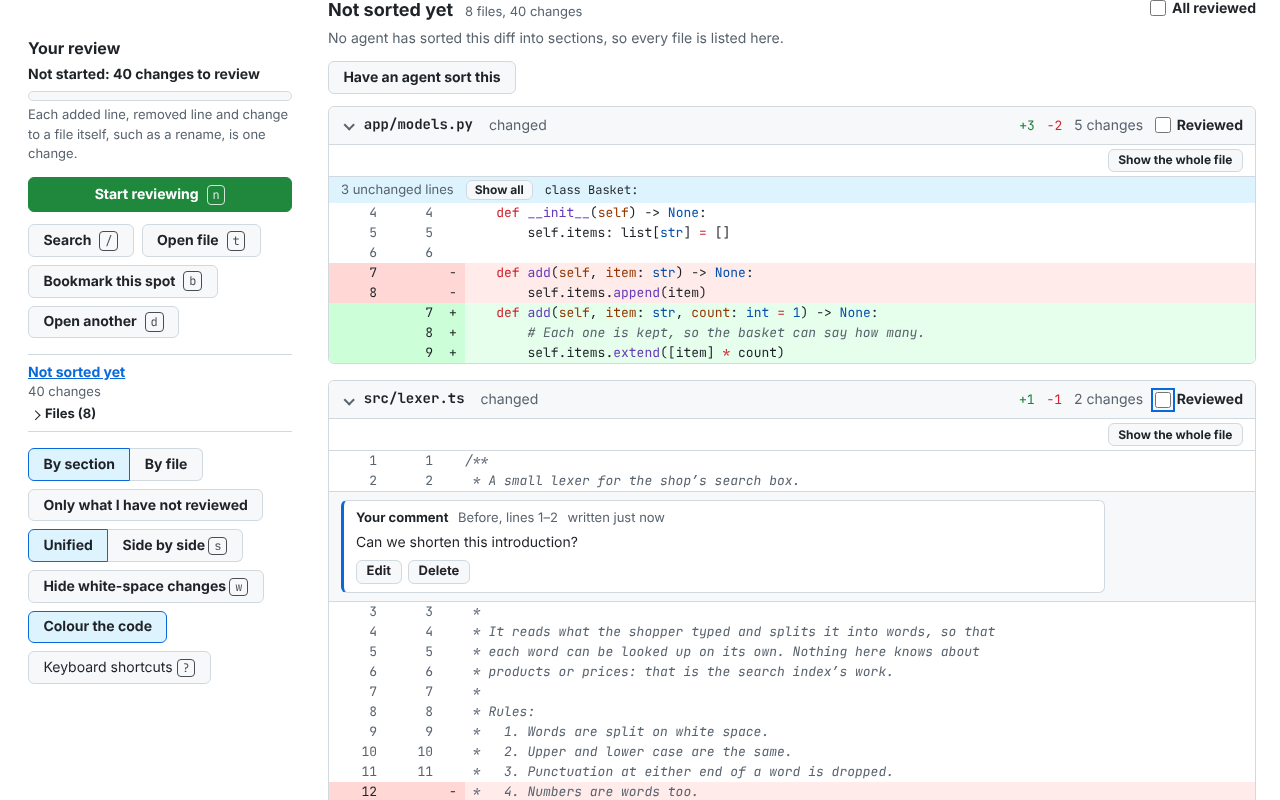 Your review
Not started: 40 changes to review
Each added line, removed line and change
to a file itself, such as a rename, is one
change.
Start reviewing n
Search / Open file t
Bookmark this spot b
Open another d
Not sorted yet
40 changes
Files (8)
By section By file
Only what I have not reviewed
Unified Side by side s
Hide white-space changes w
Colour the code
Keyboard shortcuts ?
Not sorted yet 8 files, 40 changes All reviewed
No agent has sorted this diff into sections, so every file is listed here.
Have an agent sort this
app/models.py changed +3 -2 5 changes Reviewed
Show the whole file
3 unchanged lines Show all class Basket:
4 4 def __init__(self) -> None:
5 5 self.items: list[str] = []
6 6
7 - def add(self, item: str) -> None:
8 - self.items.append(item)
7 + def add(self, item: str, count: int = 1) -> None:
8 + # Each one is kept, so the basket can say how many.
9 + self.items.extend([item] * count)
src/lexer.ts changed +1 -1 2 changes Reviewed
Show the whole file
1 1 /**
2 2 * A small lexer for the shop’s search box.
Your comment Before, lines 1–2 written just now
Can we shorten this introduction?
Edit Delete
3 3 *
4 4 * It reads what the shopper typed and splits it into words, so that
5 5 * each word can be looked up on its own. Nothing here knows about
6 6 * products or prices: that is the search index’s work.
7 7 *
8 8 * Rules:
9 9 * 1. Words are split on white space.
10 10 * 2. Upper and lower case are the same.
11 11 * 3. Punctuation at either end of a word is dropped.
12 - * 4. Numbers are words too.